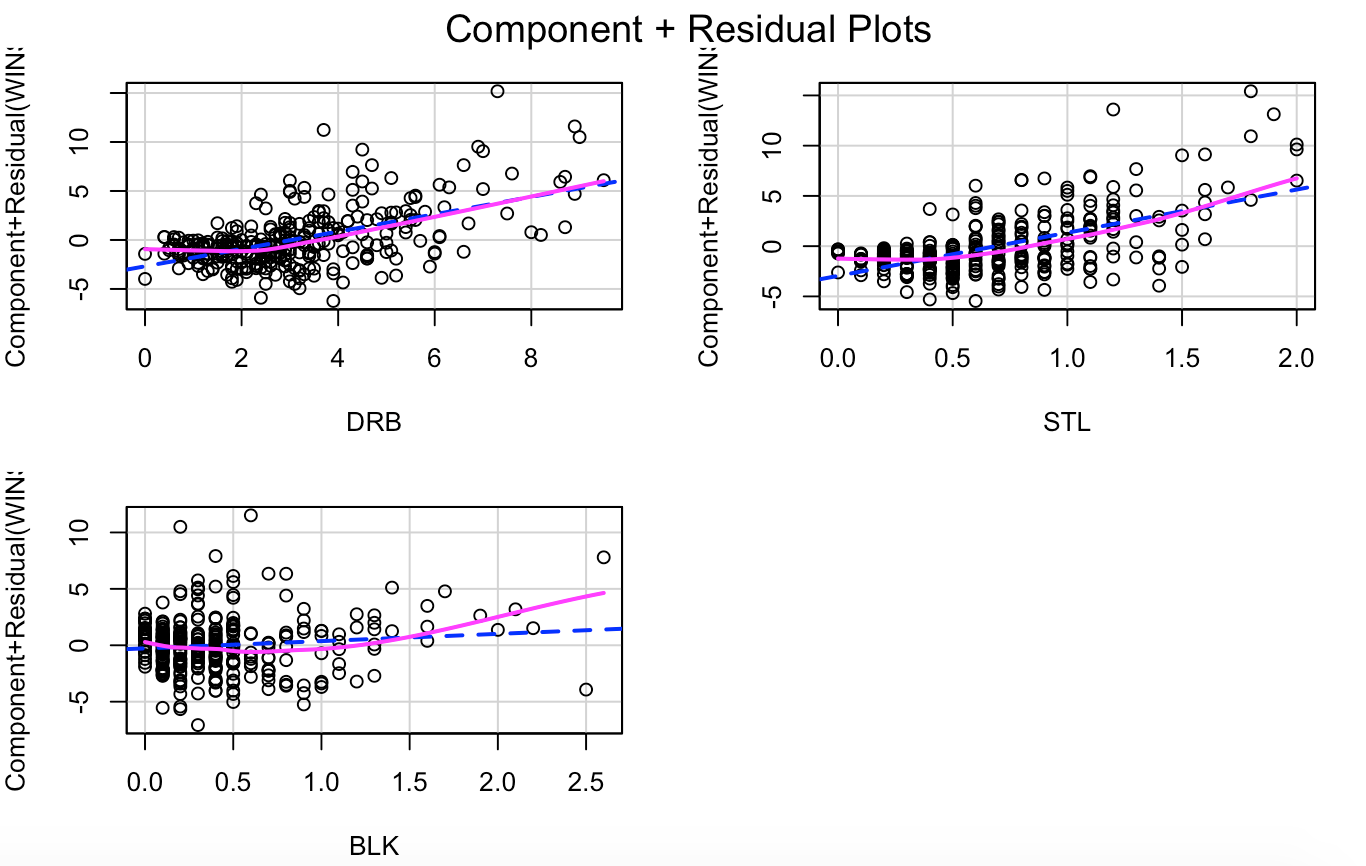 Component + Residual Plots
Component+Residual(WIN
-5 0 5 10
0 2 4 6 8
DRB
Component+Residual(WIN
-5 0 5 10
0.0 0.5 1.0 1.5 2.0
STL
Component+Residual(WIN
-5 0 5 10
0.0 0.5 1.0 1.5 2.0 2.5
BLK